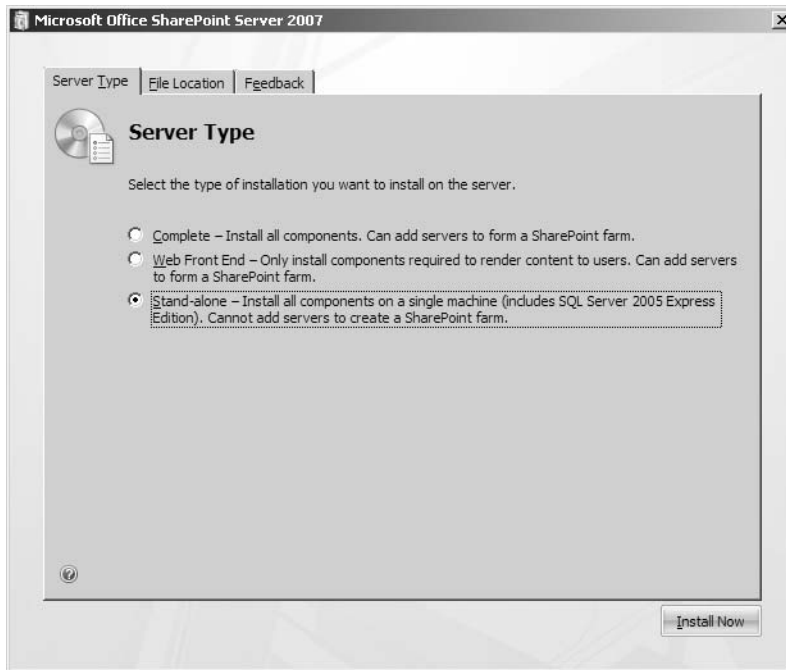 Microsoft Office SharePoint Server 2007
Server Type
File Location
Feedback
Server Type
Select the type of installation you want to install on the server.
Complete – Install all components. Can add servers to form a SharePoint farm.
Web Front End – Only install components required to render content to users. Can add servers
to form a SharePoint farm.
Stand-alone – Install all components on a single machine (includes SQL Server 2005 Express
Edition). Cannot add servers to create a SharePoint farm.
Install Now